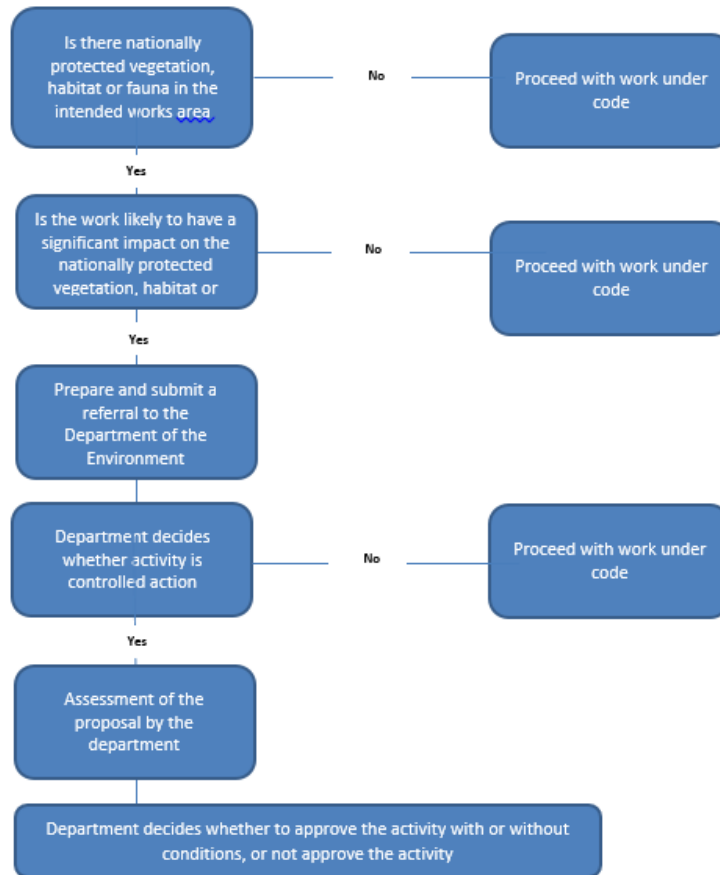 Is there nationally
protected vegetation,
habitat or fauna in the
intended works area
No
Proceed with work under
code
Yes
Is the work likely to have a
significant impact on the
nationally protected
vegetation, habitat or
No
Proceed with work under
code
Yes
Prepare and submit a
referral to the
Department of the
Environment
Department decides
whether activity is
controlled action
No
Proceed with work under
code
Yes
Assessment of the
proposal by the
department
Department decides whether to approve the activity with or without
conditions, or not approve the activity